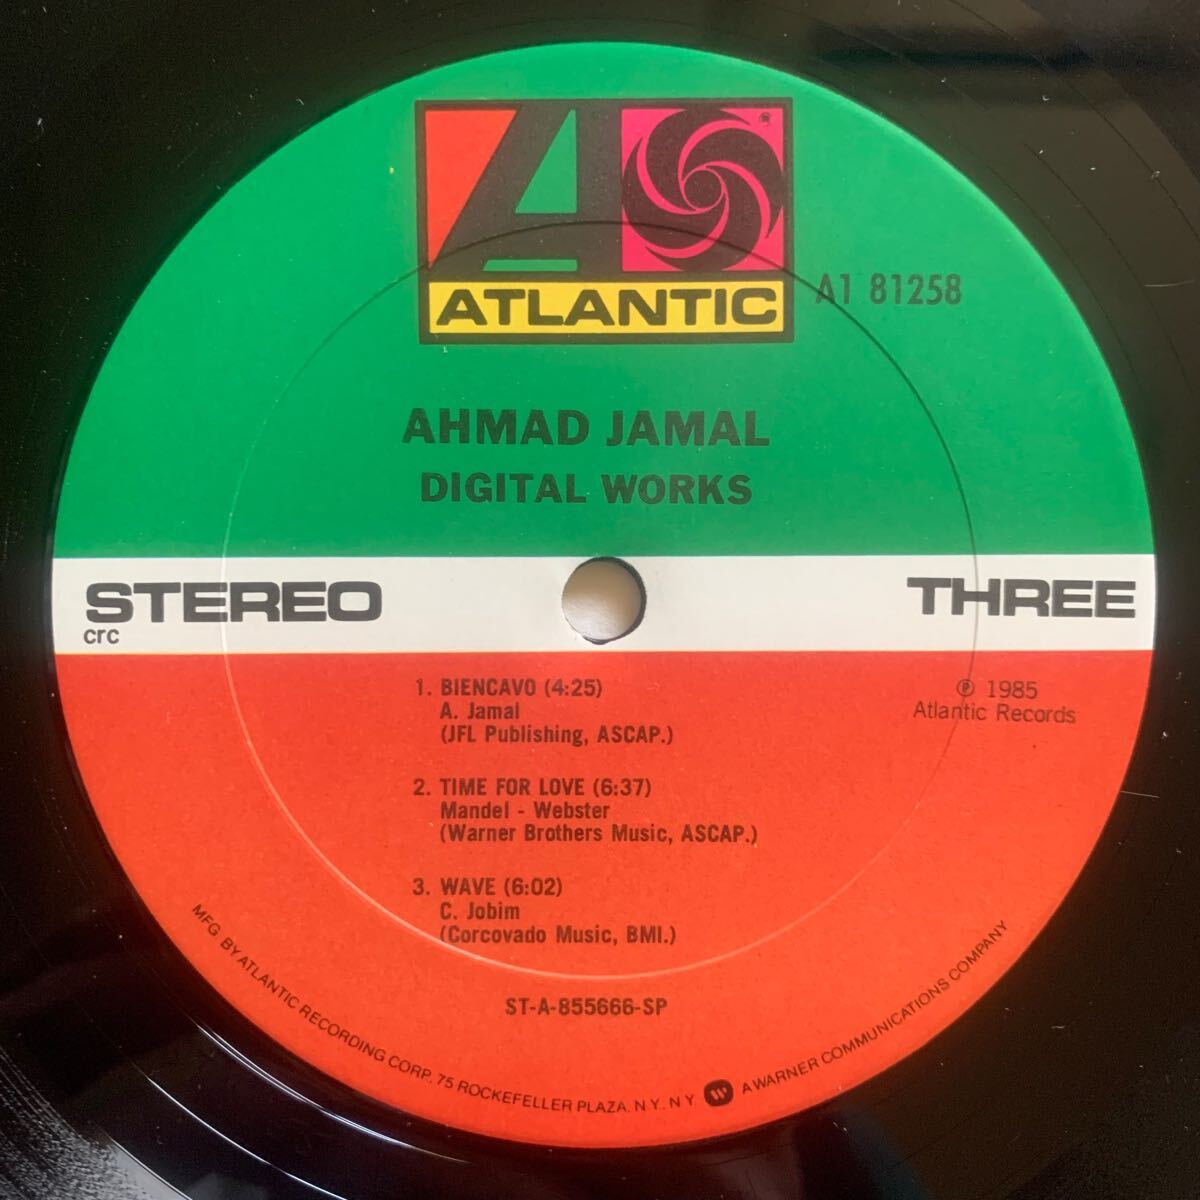 ATLANTIC
A1 81258
AHMAD JAMAL
DIGITAL WORKS
STEREO
crc
THREE
1. BIENCAVO (4:25)
A. Jamal
(JFL Publishing, ASCAP.)
℗ 1985
Atlantic Records
2. TIME FOR LOVE (6:37)
Mandel - Webster
(Warner Brothers Music, ASCAP.)
3. WAVE (6:02)
C. Jobim
(Corcovado Music, BMI.)
ST-A-855666-SP
MFG BY ATLANTIC RECORDING CORP., 75 ROCKEFELLER PLAZA, N.Y., N.Y. A WARNER COMMUNICATIONS COMPANY